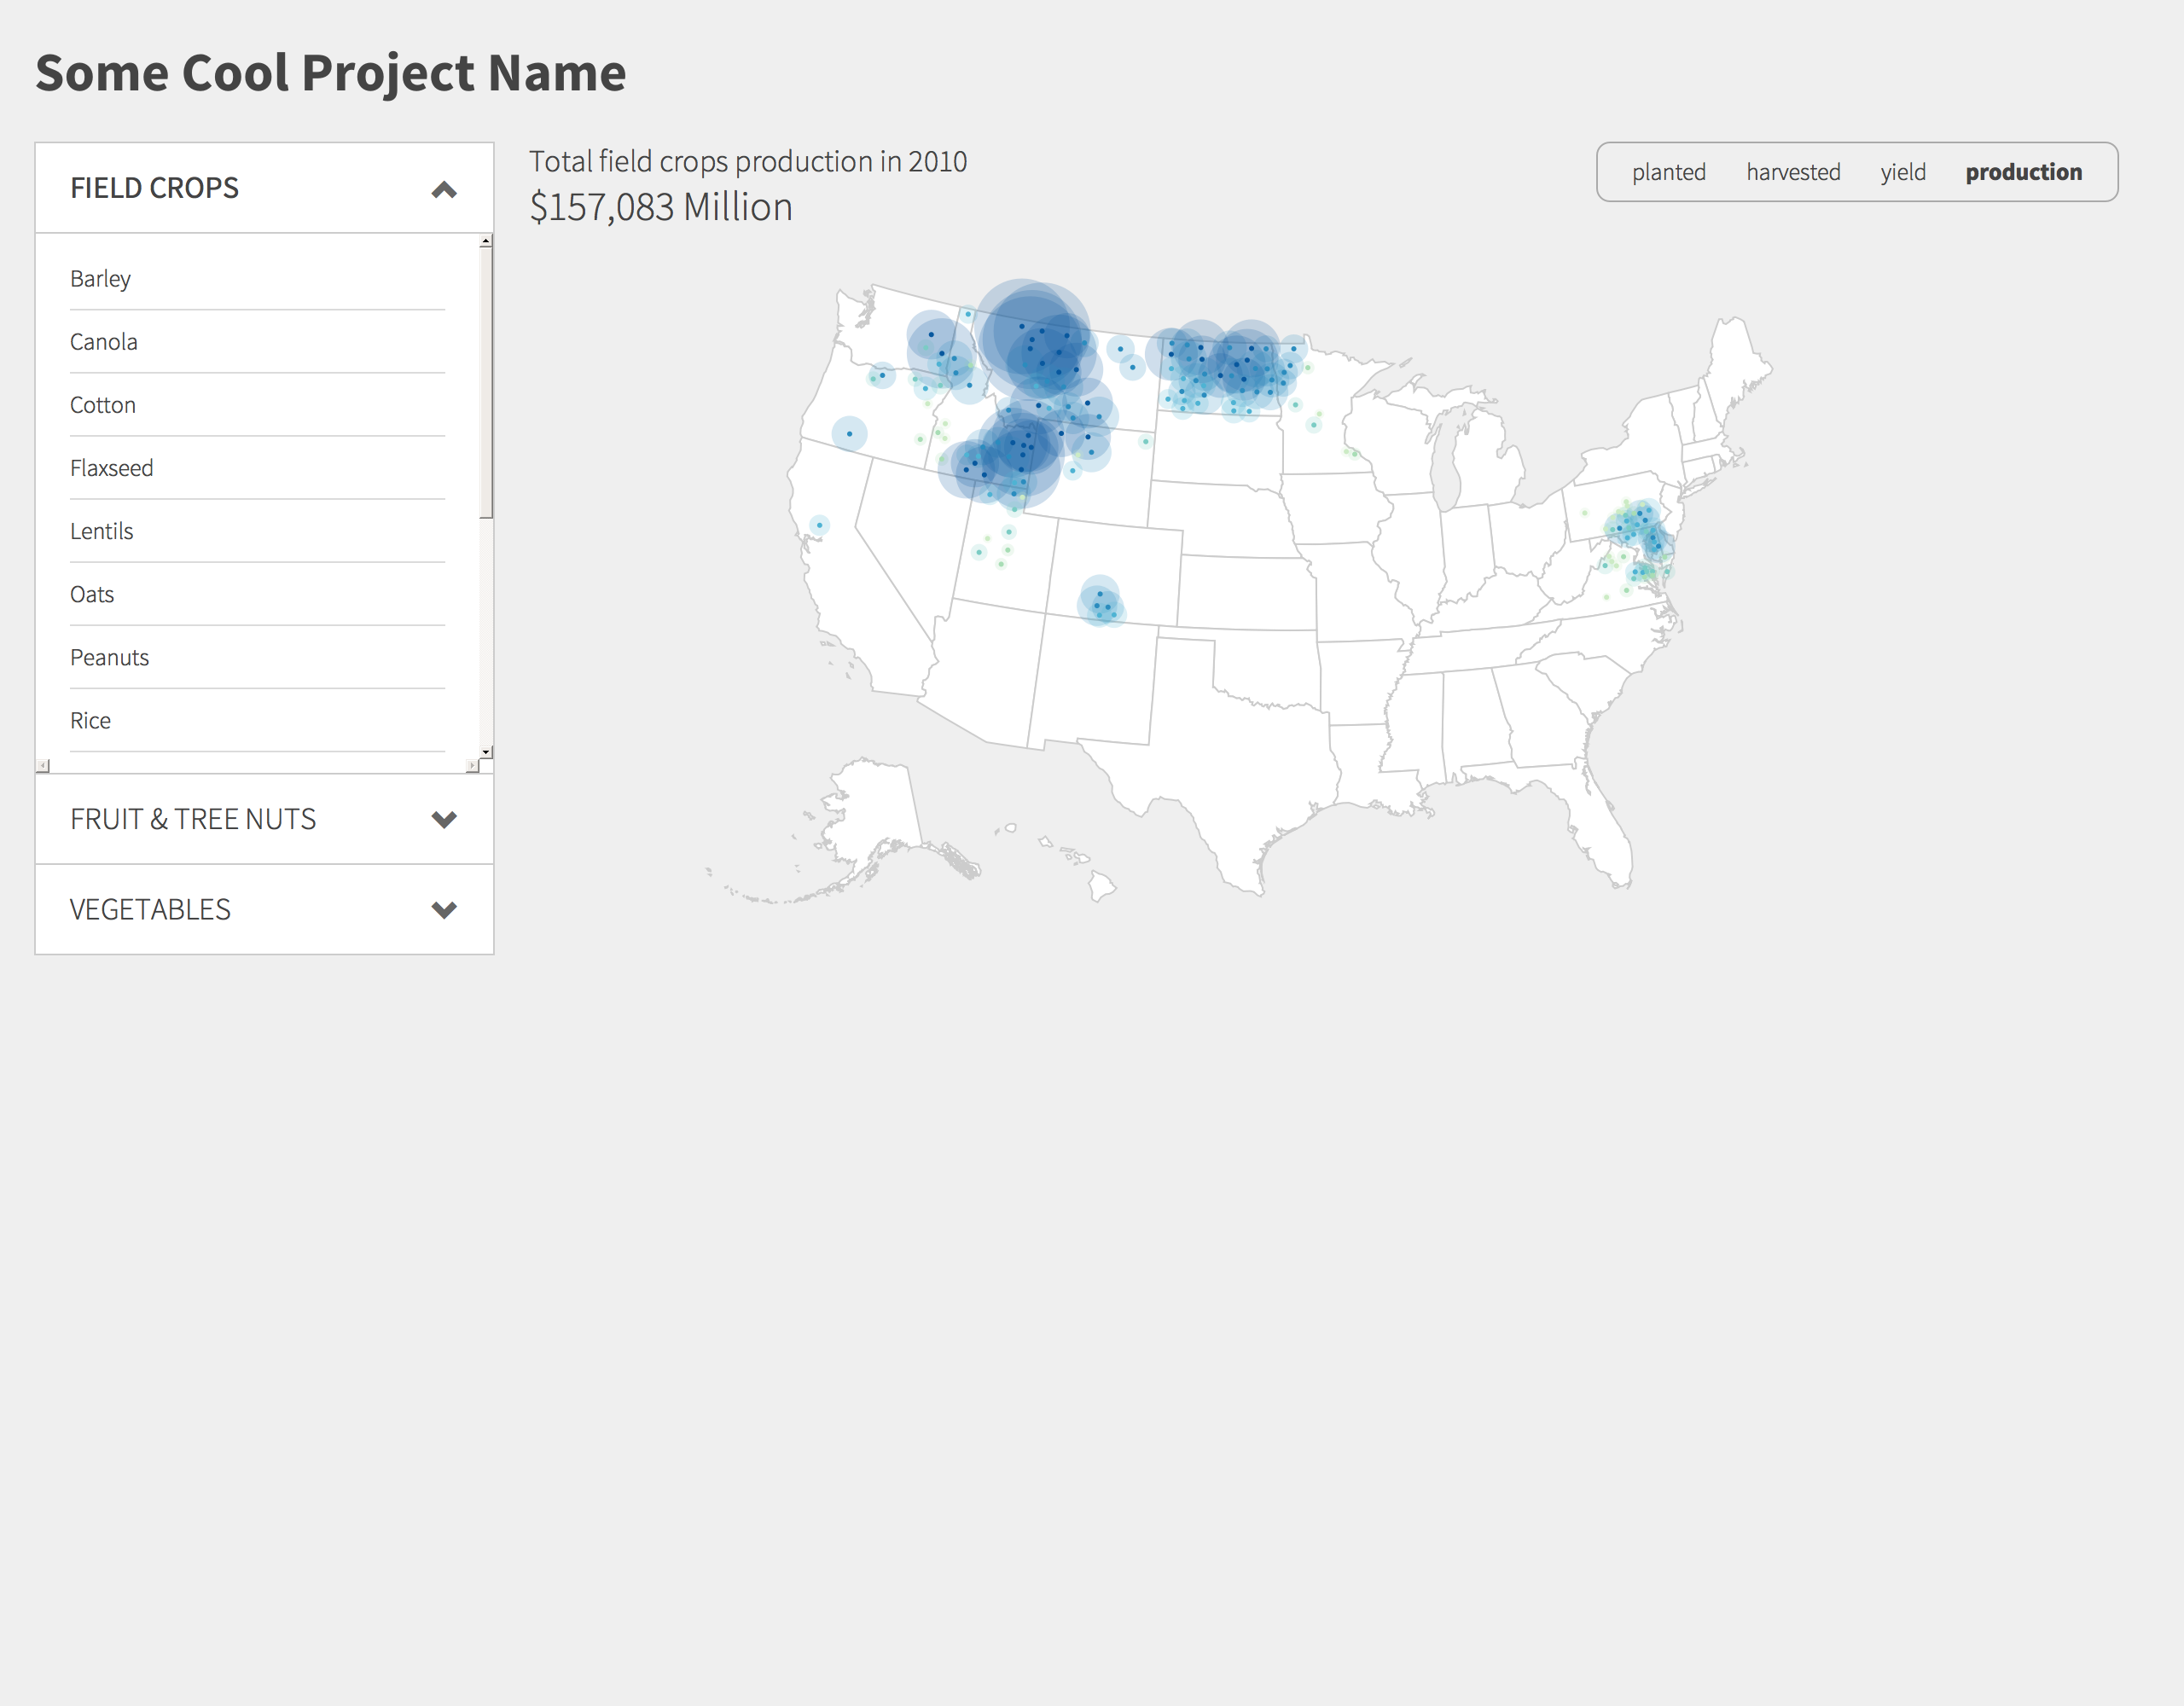 Some Cool Project Name
FIELD CROPS
Barley
Canola
Cotton
Flaxseed
Lentils
Oats
Peanuts
Rice
FRUIT & TREE NUTS
VEGETABLES
Total field crops production in 2010
$157,083 Million
planted harvested yield production